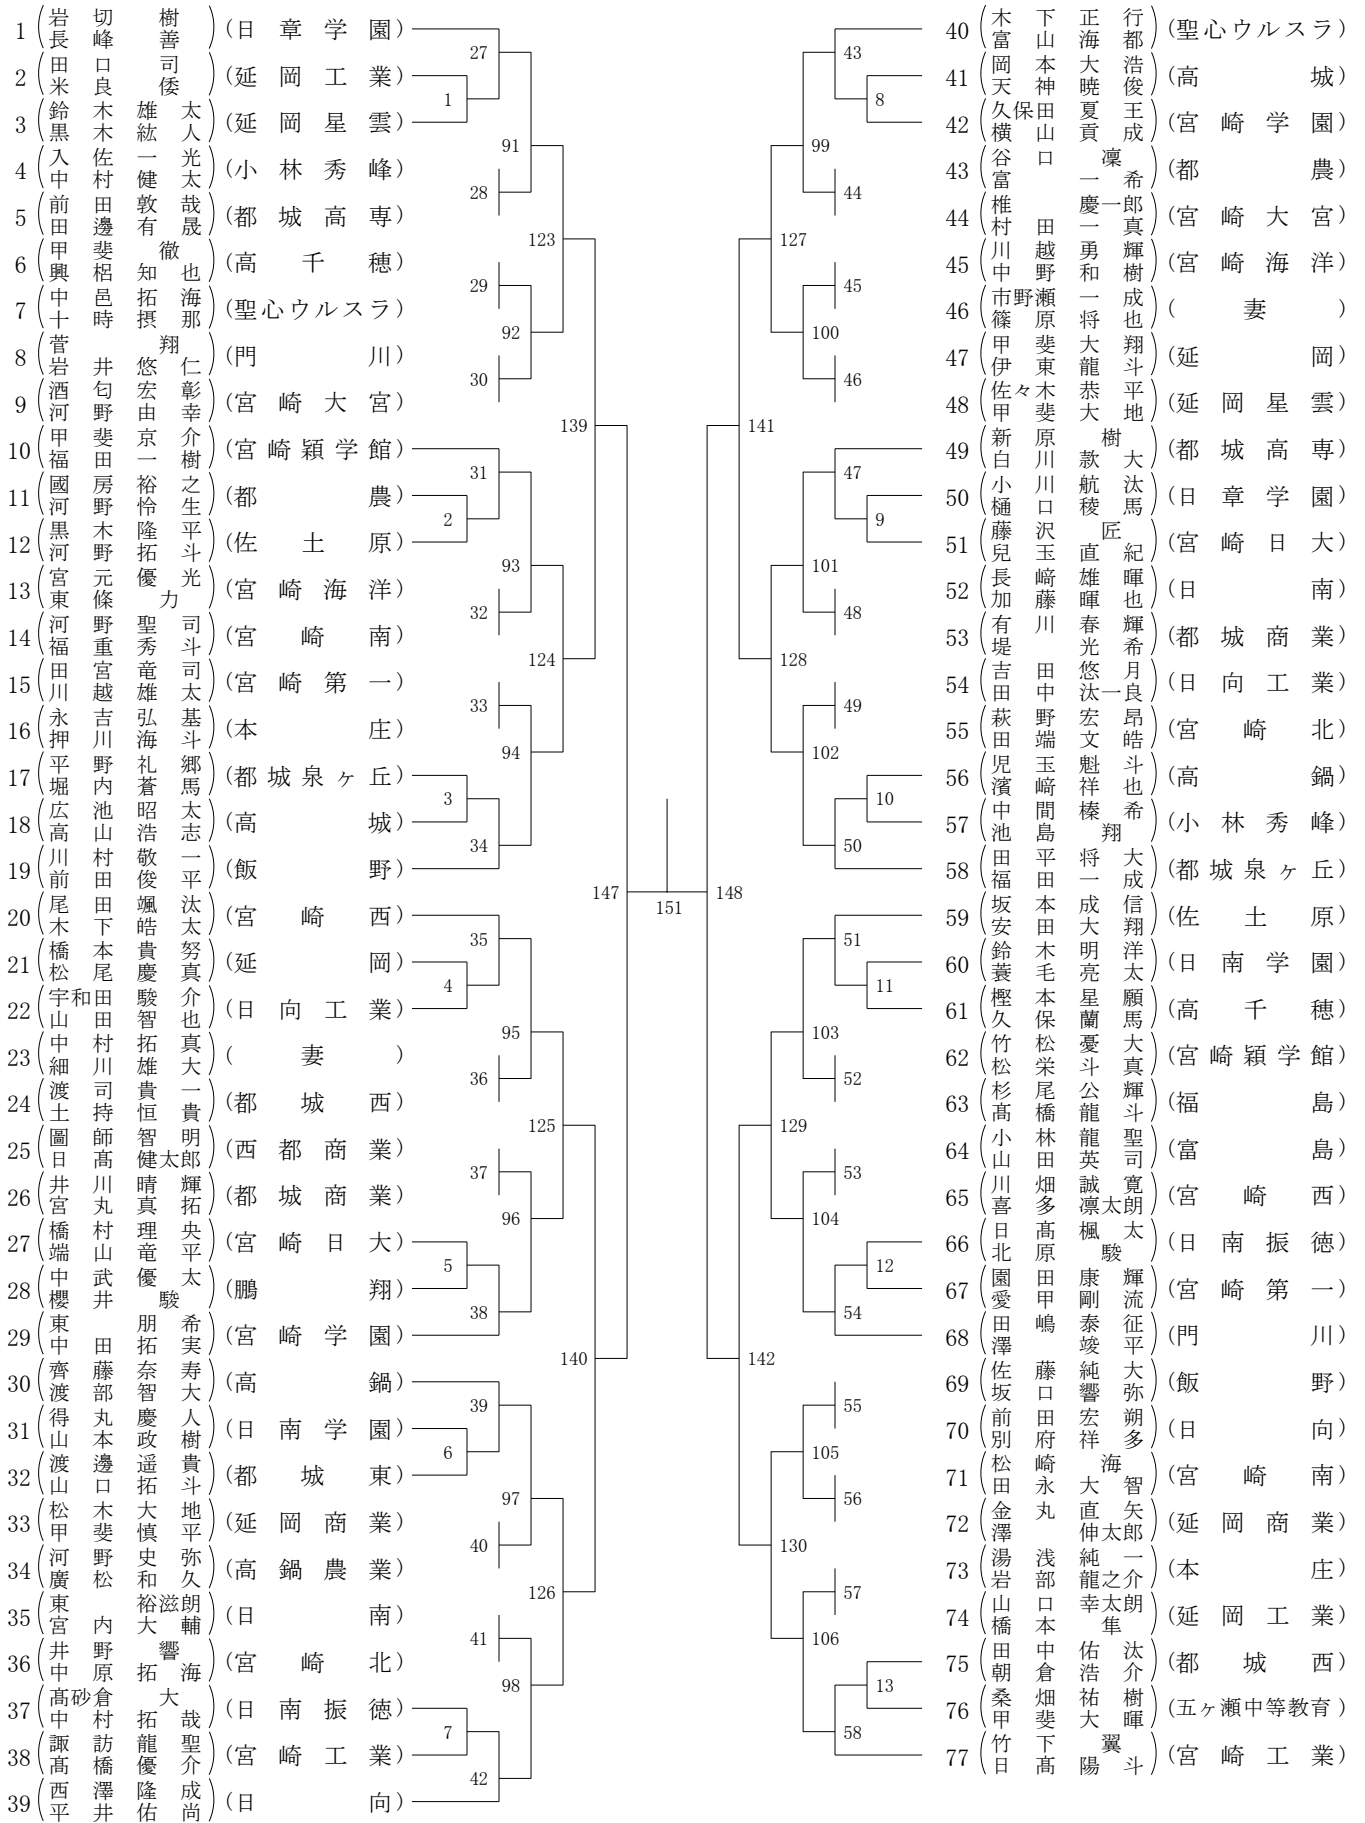 1 (岩切樹 長峰善) (日章学園)
2 (田口司 米良倭) (延岡工業)
3 (鈴木雄太 黒木紘人) (延岡星雲)
4 (入佐一光 中村健太) (小林秀峰)
5 (前田敦哉 田邊有晟) (都城高専)
6 (甲斐徹 興梠知也) (高千穂)
7 (中邑拓海 十時摂那) (聖心ウルスラ)
8 (菅翔 岩井悠仁) (門川)
9 (酒匂宏彰 河野由幸) (宮崎大宮)
10 (甲斐京介 福田一樹) (宮崎穎学館)
11 (國房裕之 河野怜生) (都農)
12 (黒木隆平 河野拓斗) (佐土原)
13 (宮元優光 東條力) (宮崎海洋)
14 (河野聖司 福重秀斗) (宮崎南)
15 (田宮竜司 川越雄太) (宮崎第一)
16 (永吉弘基 押川海斗) (本庄)
17 (平野礼郷 堀内蒼馬) (都城泉ヶ丘)
18 (広池昭太 高山浩志) (高城)
19 (川村敬一 前田俊平) (飯野)
20 (尾田颯汰 木下皓太) (宮崎西)
21 (橋本貴努 松尾慶真) (延岡)
22 (宇和田駿介 山田智也) (日向工業)
23 (中村拓真 細川雄大) (妻)
24 (渡司貴一 土持恒貴) (都城西)
25 (圖師智明 日髙健太郎) (西都商業)
26 (井川晴輝 宮丸真拓) (都城商業)
27 (橋村理央 端山竜平) (宮崎日大)
28 (中武優太 櫻井駿) (鵬翔)
29 (東朋希 中田拓実) (宮崎学園)
30 (齊藤奈寿 渡部智大) (高鍋)
31 (得丸慶人 山本政樹) (日南学園)
32 (渡邊遥貴 山口拓斗) (都城東)
33 (松木大地 甲斐慎平) (延岡商業)
34 (河野史弥 廣松和久) (高鍋農業)
35 (東裕滋朗 宮内大輔) (日南)
36 (井野響 中原拓海) (宮崎北)
37 (髙砂倉大 中村拓哉) (日南振徳)
38 (諏訪龍聖 髙橋優介) (宮崎工業)
39 (西澤隆成 平井佑尚) (日向)
27
1
91
28
123
29
92
30
139
31
2
93
32
124
33
94
3
34
147
35
4
95
36
125
37
96
5
38
140
39
6
97
40
126
41
98
7
42
151
43
8
99
44
127
45
100
46
141
47
9
101
48
128
49
102
10
50
148
51
11
103
52
129
53
104
12
54
142
55
105
56
130
57
106
13
58
40 (木下正行 富山海都) (聖心ウルスラ)
41 (岡本大浩 天神暁俊) (高城)
42 (久保田夏王 横山貢成) (宮崎学園)
43 (谷口凜 富一希) (都農)
44 (椎慶一郎 村田一真) (宮崎大宮)
45 (川越勇輝 中野和樹) (宮崎海洋)
46 (市野瀬一成 篠原将也) (妻)
47 (甲斐大翔 伊東龍斗) (延岡)
48 (佐々木恭平 甲斐大地) (延岡星雲)
49 (新原樹 白川歎大) (都城高専)
50 (小川航汰 樋口稜馬) (日章学園)
51 (藤沢匠 兒玉直紀) (宮崎日大)
52 (長﨑雄暉 加藤暉也) (日南)
53 (有川春輝 堤光希) (都城商業)
54 (吉田悠月 田中汰一良) (日向工業)
55 (萩野宏昂 田端文皓) (宮崎北)
56 (児玉魁斗 濱﨑祥也) (高鍋)
57 (中間榛希 池島翔) (小林秀峰)
58 (田平将大 福田一成) (都城泉ヶ丘)
59 (坂本成信 安田大翔) (佐土原)
60 (鈴木明洋 蓑毛亮太) (日南学園)
61 (樫本星願 久保蘭馬) (高千穂)
62 (竹松憂大 松栄斗真) (宮崎穎学館)
63 (杉尾公輝 髙橋龍斗) (福島)
64 (小林龍聖 山田英司) (富島)
65 (川畑誠寛 喜多凛太朗) (宮崎西)
66 (日髙楓太 北原駿) (日南振徳)
67 (園田康輝 愛甲剛流) (宮崎第一)
68 (田嶋泰征 澤竣平) (門川)
69 (佐藤純大 坂口響弥) (飯野)
70 (前田宏朔 別府祥多) (日向)
71 (松崎海 田永大智) (宮崎南)
72 (金丸直矢 澤伸太郎) (延岡商業)
73 (湯浅純一 岩部龍之介) (本庄)
74 (山口幸太朗 橋本隼) (延岡工業)
75 (田中佑汰 朝倉浩介) (都城西)
76 (桑畑祐樹 甲斐大暉) (五ヶ瀬中等教育)
77 (竹下翼 日髙陽斗) (宮崎工業)